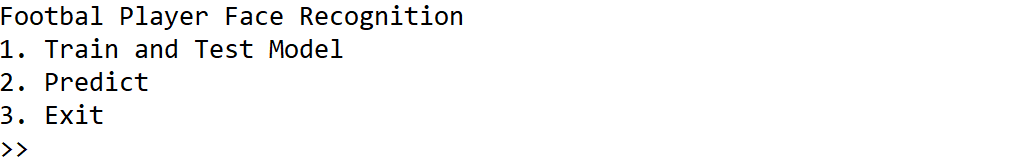 Footbal Player Face Recognition
1. Train and Test Model
2. Predict
3. Exit
>>